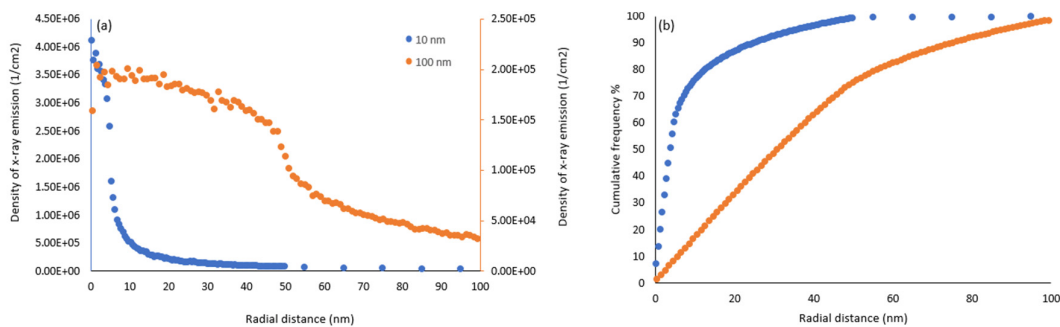 (a)
4.50E+06
4.00E+06
3.50E+06
3.00E+06
2.50E+06
2.00E+06
1.50E+06
1.00E+06
5.00E+05
0.00E+00
Density of x-ray emission (1/cm2)
10 nm
100 nm
2.50E+05
2.00E+05
1.50E+05
1.00E+05
5.00E+04
0.00E+00
Density of x-ray emission (1/cm2)
0 10 20 30 40 50 60 70 80 90 100
Radial distance (nm)
(b)
100
90
80
70
60
50
40
30
20
10
0
Cumulative frequency %
0 20 40 60 80 100
Radial distance (nm)